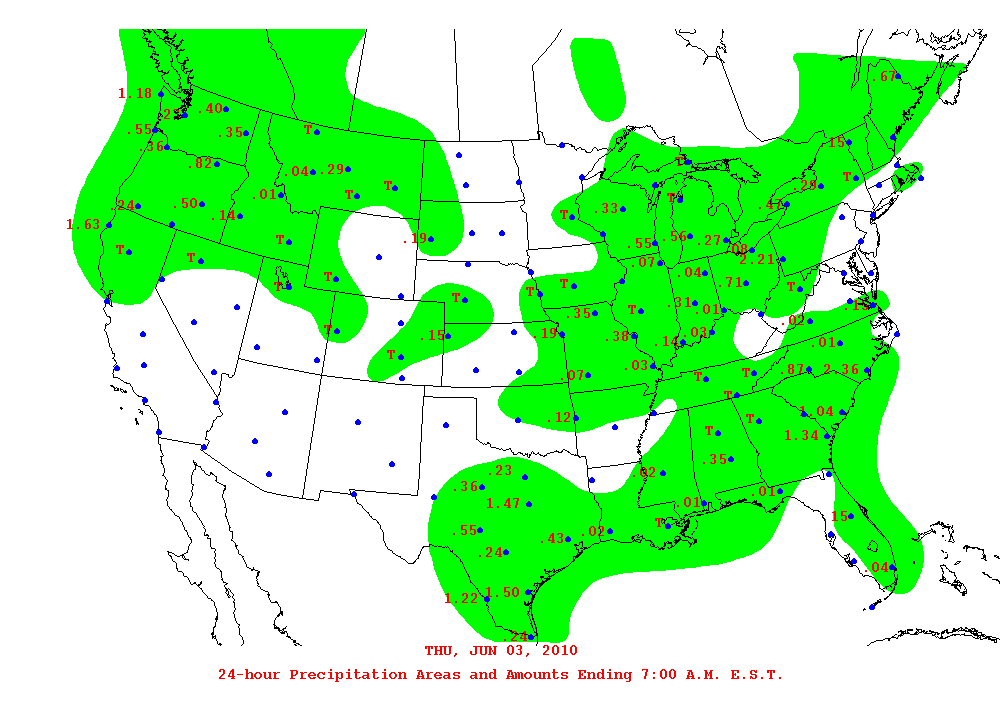 .67
1.18
.40
.55
.35
T
.36
.15
.82
T
.04 .29
T
T
.29
.01
T
T
.24
.50
.14
T
.33
.47
1.63
T
.19
.55
.56
.27
.08
T
T
.07
.04
2.21
T
T
T
T
.71
T
T
.31
.01
.15
.35
T
.02
T
.15
.19
.38
.14
.03
.01
T
.03
.87
2.36
.07
T
T
T
.12
1.04
T
T
1.34
.35
.23
.02
.36
.01
.01
1.47
.15
.55
.43
.02
T
.24
.04
1.22
1.50
.24
THU, JUN 03, 2010
24-hour Precipitation Areas and Amounts Ending 7:00 A.M. E.S.T.